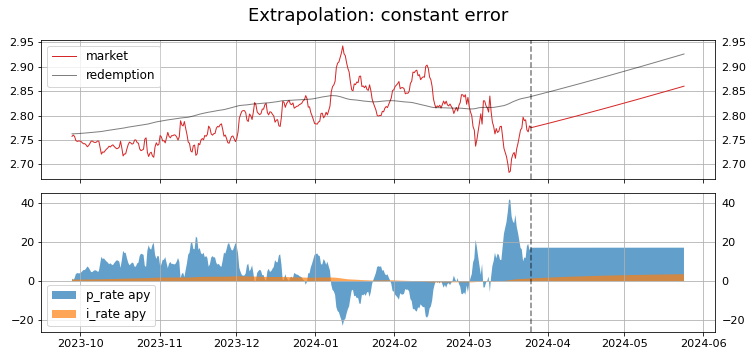 Extrapolation: constant error
2.95 2.95
market
redemption
2.90 2.90
2.85 2.85
2.80 2.80
2.75 2.75
2.70 2.70
40 40
20 20
0 0
p_rate apy
i_rate apy
−20 −20
2023-10 2023-11 2023-12 2024-01 2024-02 2024-03 2024-04 2024-05 2024-06